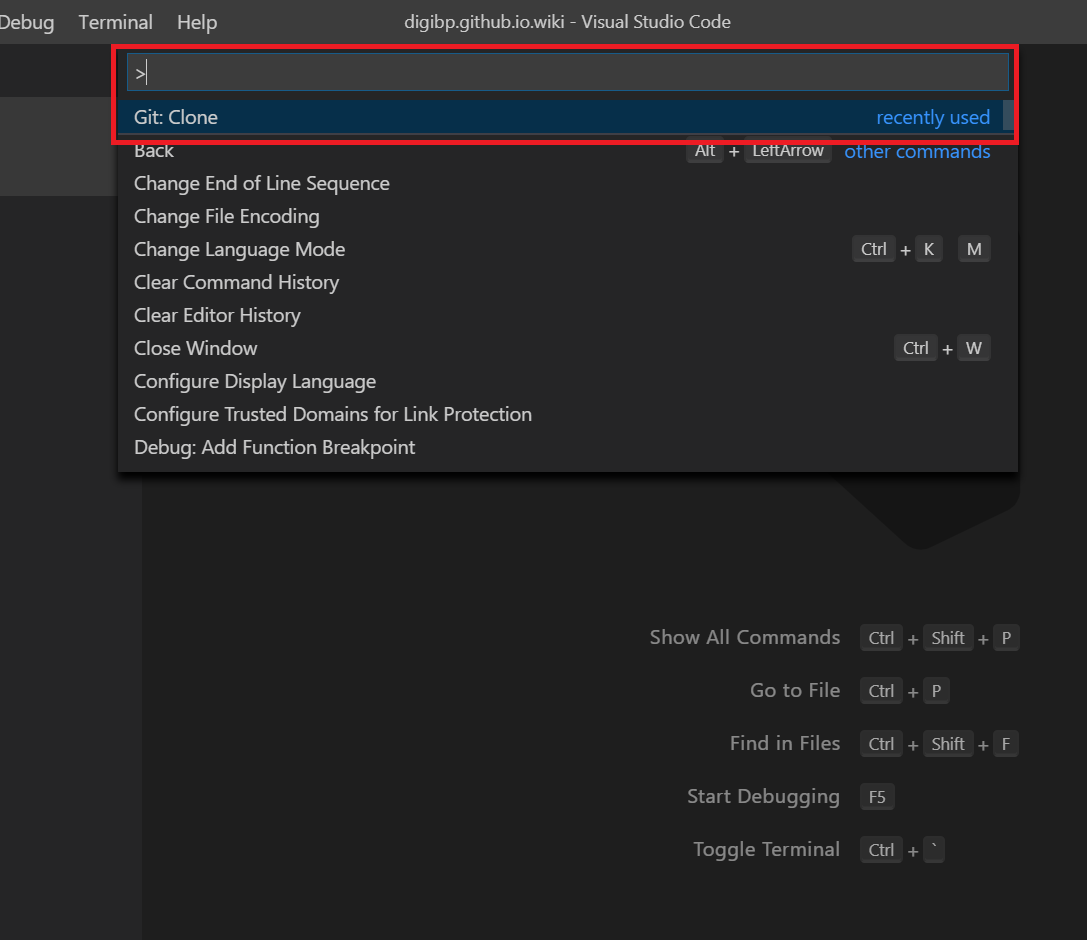 Debug Terminal Help digibp.github.io.wiki - Visual Studio Code
>
Git: Clone recently used
Back Alt + LeftArrow other commands
Change End of Line Sequence
Change File Encoding
Change Language Mode Ctrl + K M
Clear Command History
Clear Editor History
Close Window Ctrl + W
Configure Display Language
Configure Trusted Domains for Link Protection
Debug: Add Function Breakpoint
Show All Commands Ctrl + Shift + P
Go to File Ctrl + P
Find in Files Ctrl + Shift + F
Start Debugging F5
Toggle Terminal Ctrl + `